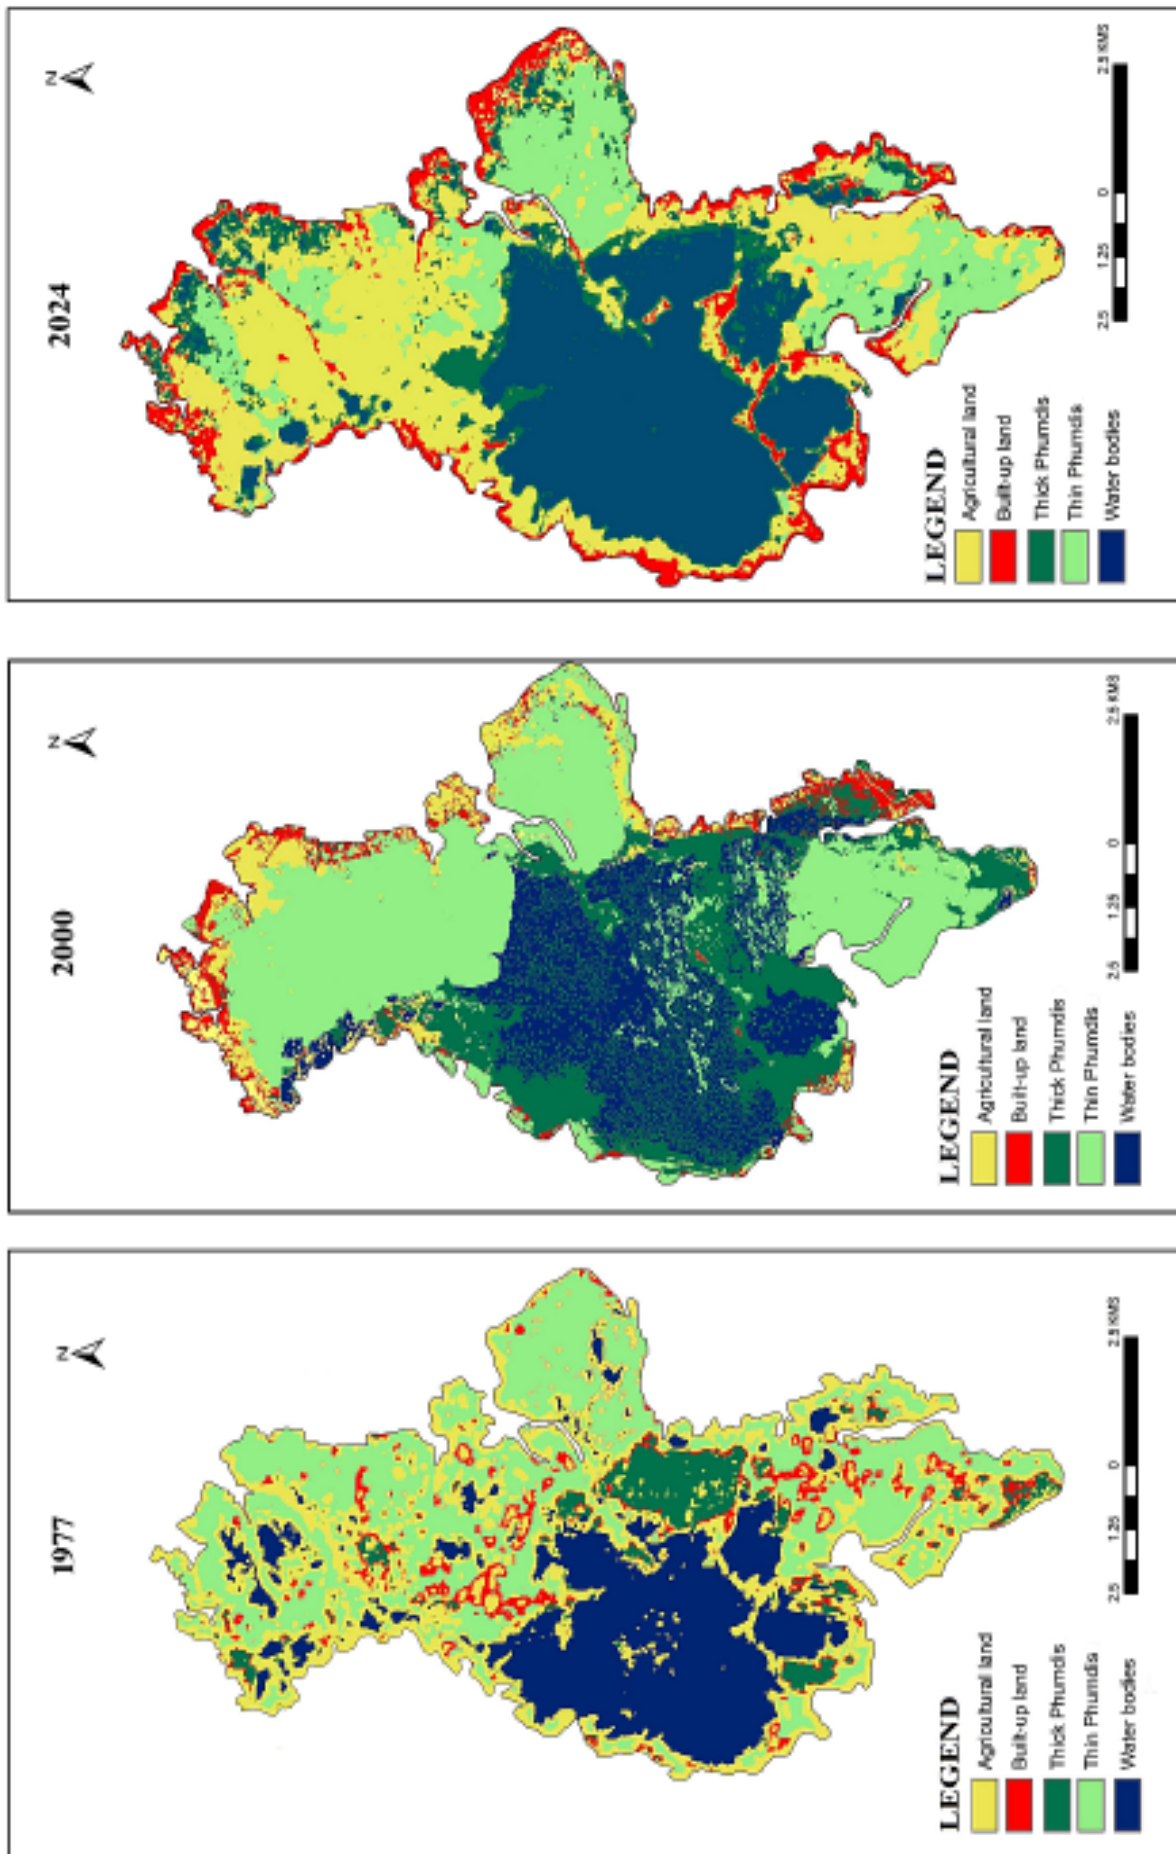 1977
N
LEGEND
Agricultural land
Built-up land
Thick Phumdis
Thin Phumdis
Water bodies
2.5 1.25 0 2.5 KMS
2000
N
LEGEND
Agricultural land
Built-up land
Thick Phumdis
Thin Phumdis
Water bodies
2.5 1.25 0 2.5 KMS
2024
N
LEGEND
Agricultural land
Built-up land
Thick Phumdis
Thin Phumdis
Water bodies
2.5 1.25 0 2.5 KMS